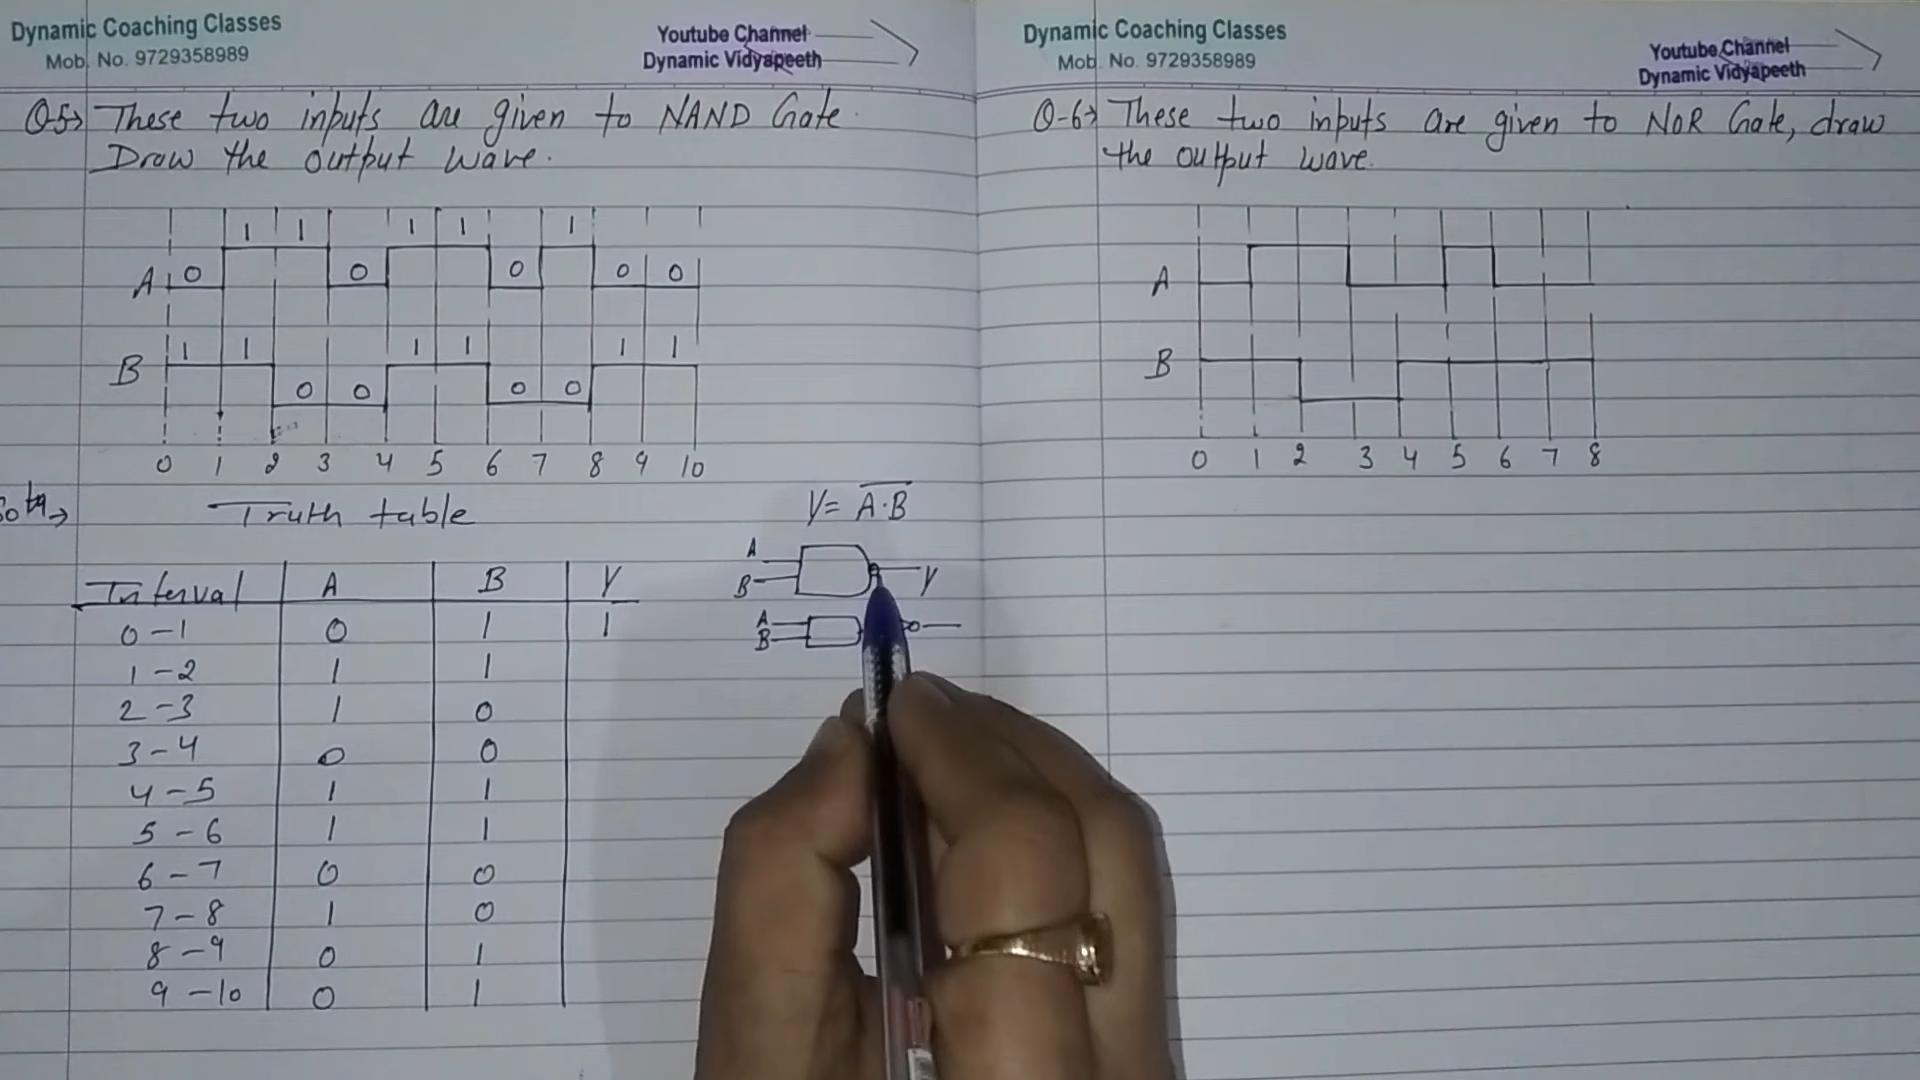 Dynamic Coaching Classes
Mob. No. 9729358989
Youtube Channel
Dynamic Vidyapeeth
Q-5→ These two inputs are given to NAND Gate.
Draw the output wave.
1 1 1 1 1
A 0 0 0 0 0
1 1 1 1 1 1
B 0 0 0 0
0 1 2 3 4 5 6 7 8 9 10
Soln→ Truth table
Y = \overline{A·B}
Interval A B Y
0-1 0 1 1
1-2 1 1
2-3 1 0
3-4 0 0
4-5 1 1
5-6 1 1
6-7 0 0
7-8 1 0
8-9 0 1
9-10 0 1
A
B Y
A
B
Dynamic Coaching Classes
Mob. No. 9729358989
Youtube Channel
Dynamic Vidyapeeth
Q-6→ These two inputs are given to NOR Gate, draw
the output wave.
A
B
0 1 2 3 4 5 6 7 8